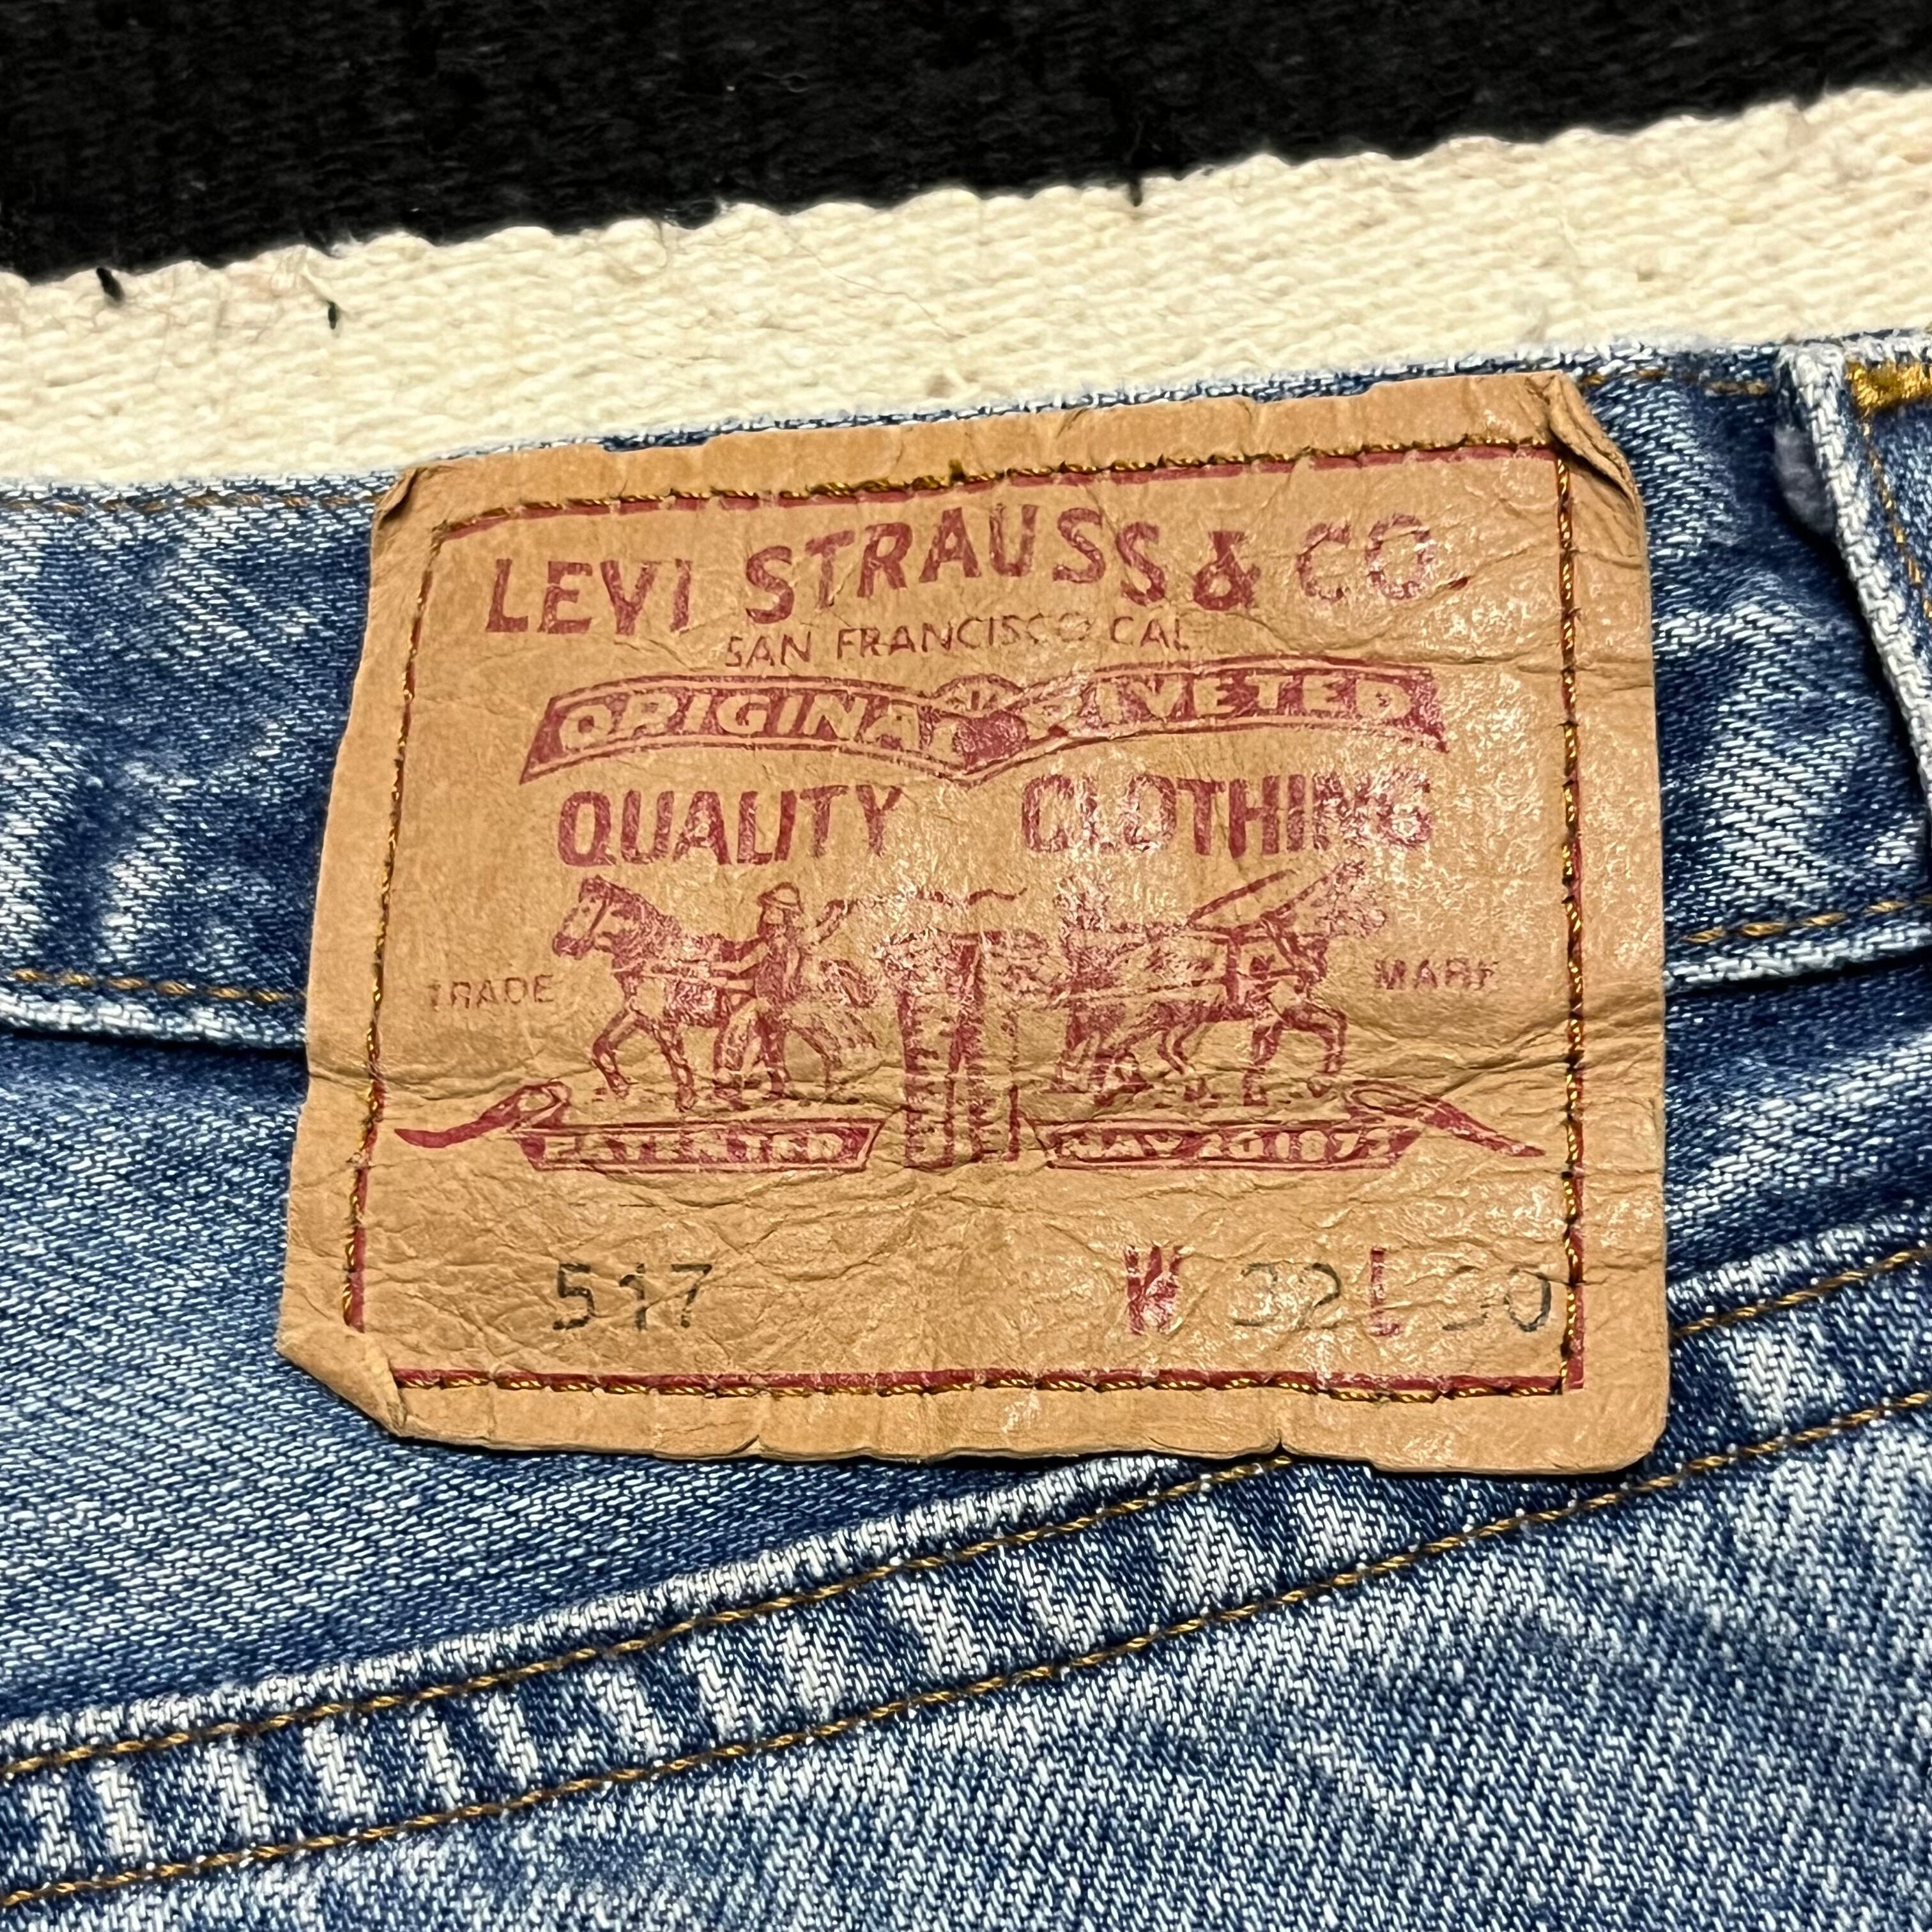 LEVI STRAUSS & CO
SAN FRANCISCO CAL
ORIGINAL RIVETED
QUALITY CLOTHING
TRADE MARK
PATENTED MAY 20 1873
517 W 32 L 30